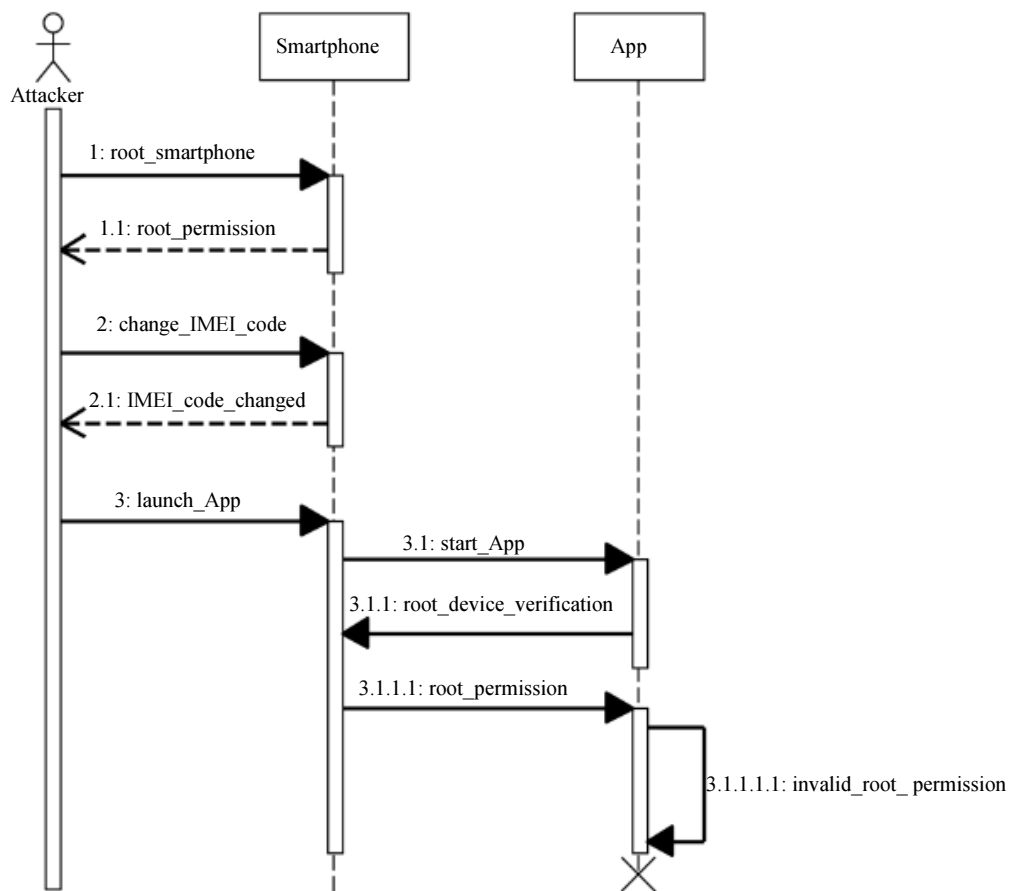 Smartphone
App
Attacker
1: root_smartphone
1.1: root_permission
2: change_IMEI_code
2.1: IMEI_code_changed
3: launch_App
3.1: start_App
3.1.1: root_device_verification
3.1.1.1: root_permission
3.1.1.1.1: invalid_root_ permission